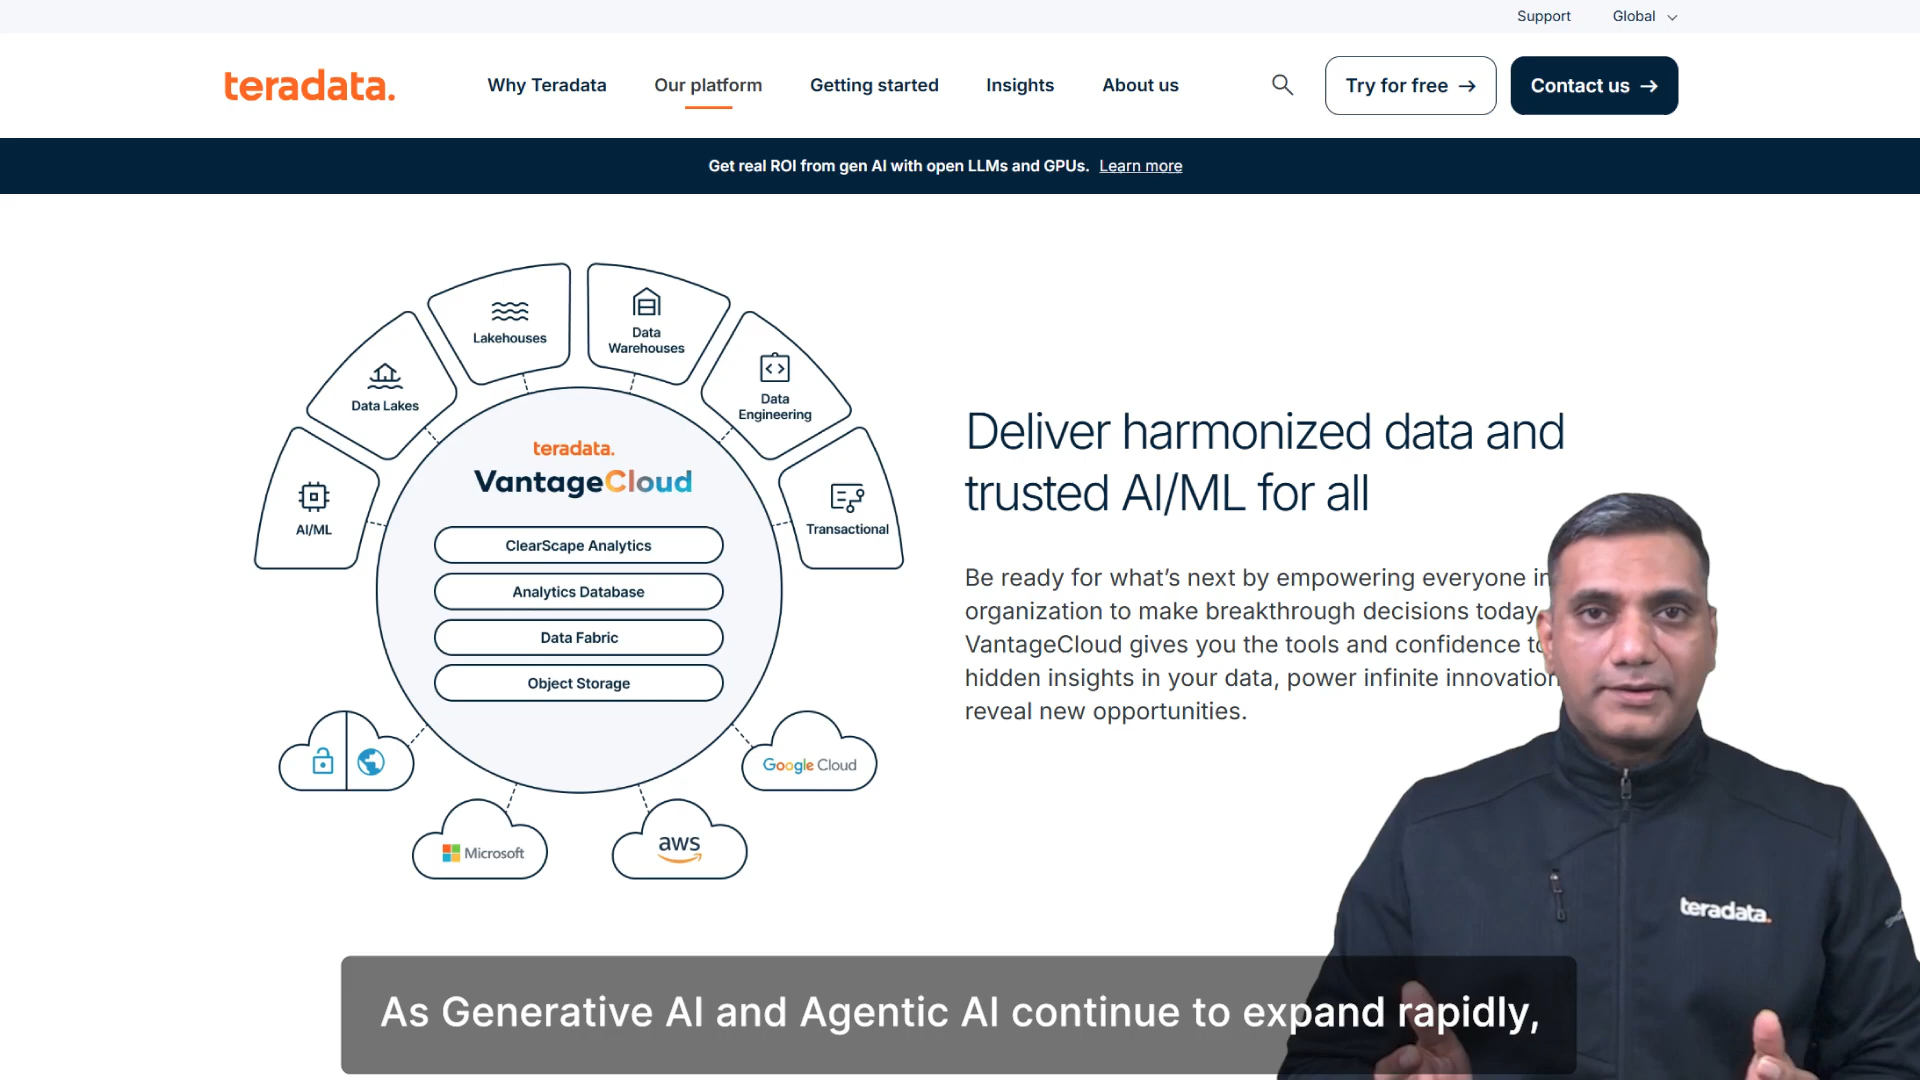 Support Global
teradata.
Why Teradata Our platform Getting started Insights About us
Try for free →
Contact us →
Get real ROI from gen AI with open LLMs and GPUs. Learn more
Lakehouses
Data
Warehouses
Data Lakes
Data
Engineering
AI/ML
Transactional
teradata.
VantageCloud
ClearScape Analytics
Analytics Database
Data Fabric
Object Storage
Google Cloud
Microsoft
aws
Deliver harmonized data and
trusted AI/ML for all
Be ready for what’s next by empowering everyone in
organization to make breakthrough decisions today
VantageCloud gives you the tools and confidence to
hidden insights in your data, power infinite innovation
reveal new opportunities.
teradata.
As Generative AI and Agentic AI continue to expand rapidly,